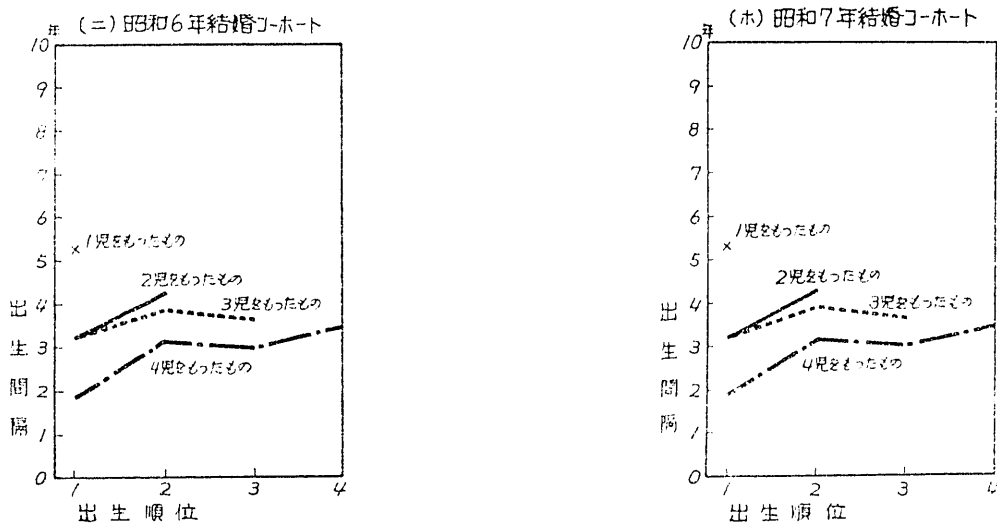 (ニ) 昭和6年結婚コーホート
年
10
9
8
7
6
5
4
3
2
1
0
出生間隔
×1児をもったもの
2児をもったもの
3児をもったもの
4児をもったもの
1 2 3 4
出生順位
(ホ) 昭和7年結婚コーホート
年
10
9
8
7
6
5
4
3
2
1
0
出生間隔
×1児をもったもの
2児をもったもの
3児をもったもの
4児をもったもの
1 2 3 4
出生順位